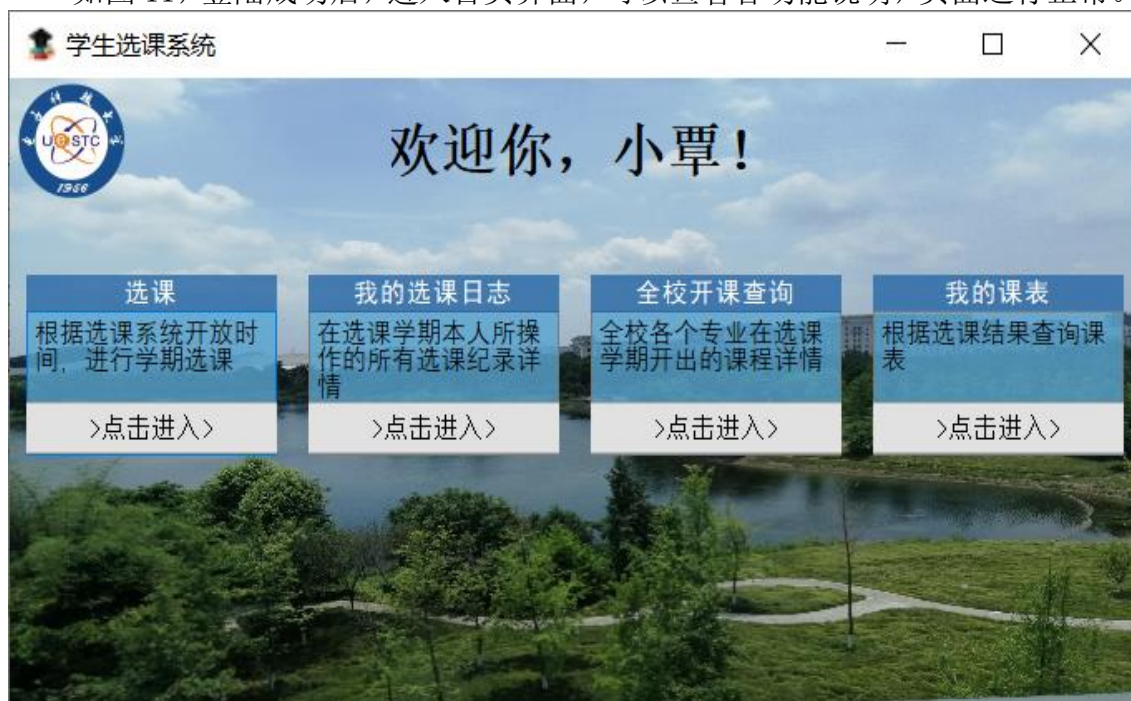 学生选课系统
UESTC
1956
欢迎你，小覃！
选课
根据选课系统开放时
间，进行学期选课
>点击进入>
我的选课日志
在选课学期本人所操
作的所有选课纪录详
情
>点击进入>
全校开课查询
全校各个专业在选课
学期开出的课程详情
>点击进入>
我的课表
根据选课结果查询课
表
>点击进入>